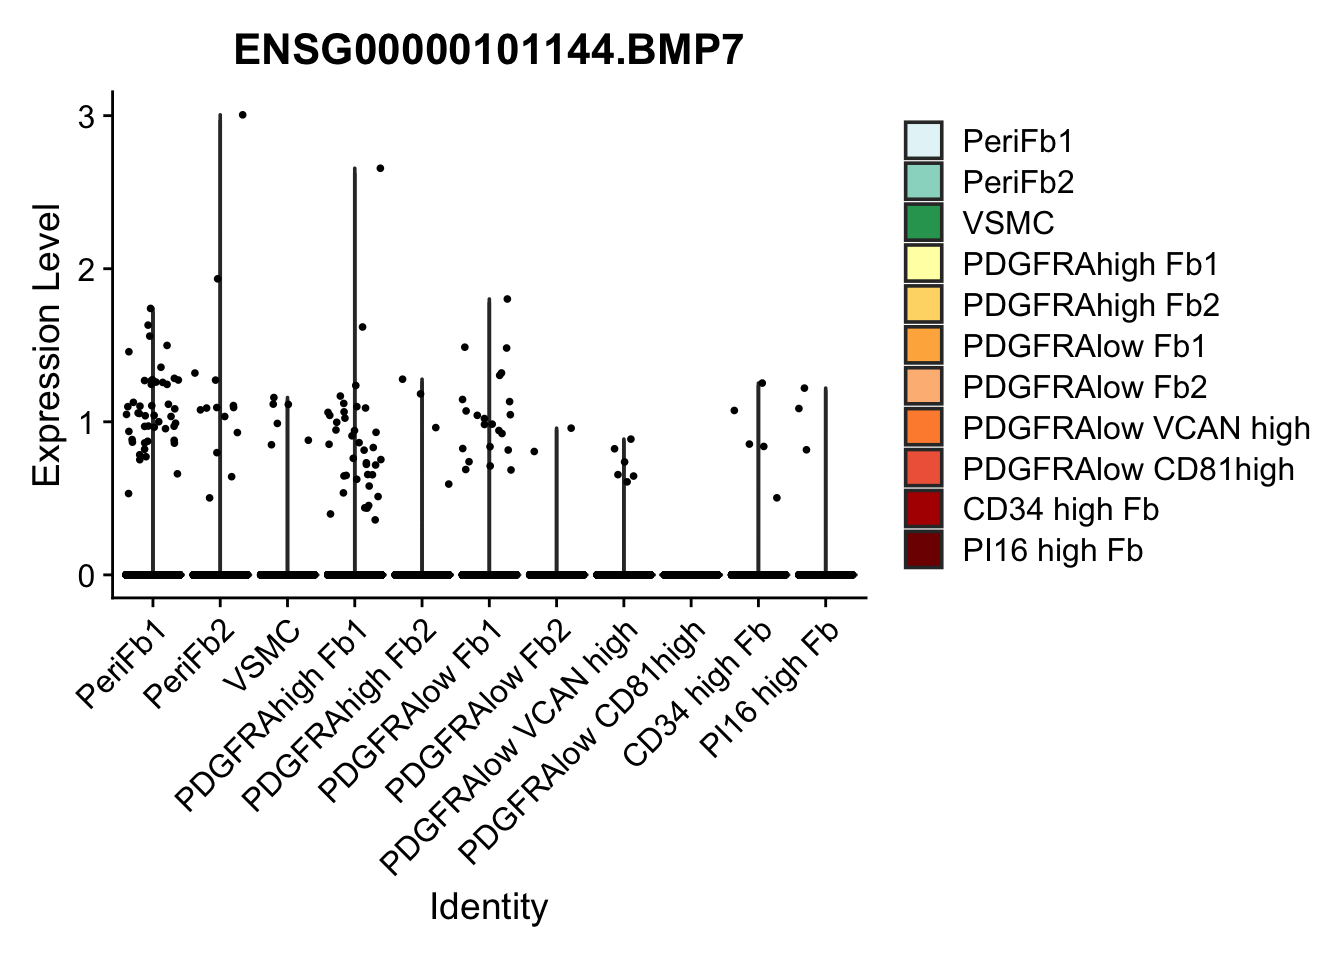 ENSG00000101144.BMP7
Expression Level
3
2
1
0
PeriFb1
PeriFb2
VSMC
PDGFRAhigh Fb1
PDGFRAhigh Fb2
PDGFRAlow Fb1
PDGFRAlow Fb2
PDGFRAlow VCAN high
PDGFRAlow CD81high
CD34 high Fb
PI16 high Fb
Identity
PeriFb1
PeriFb2
VSMC
PDGFRAhigh Fb1
PDGFRAhigh Fb2
PDGFRAlow Fb1
PDGFRAlow Fb2
PDGFRAlow VCAN high
PDGFRAlow CD81high
CD34 high Fb
PI16 high Fb